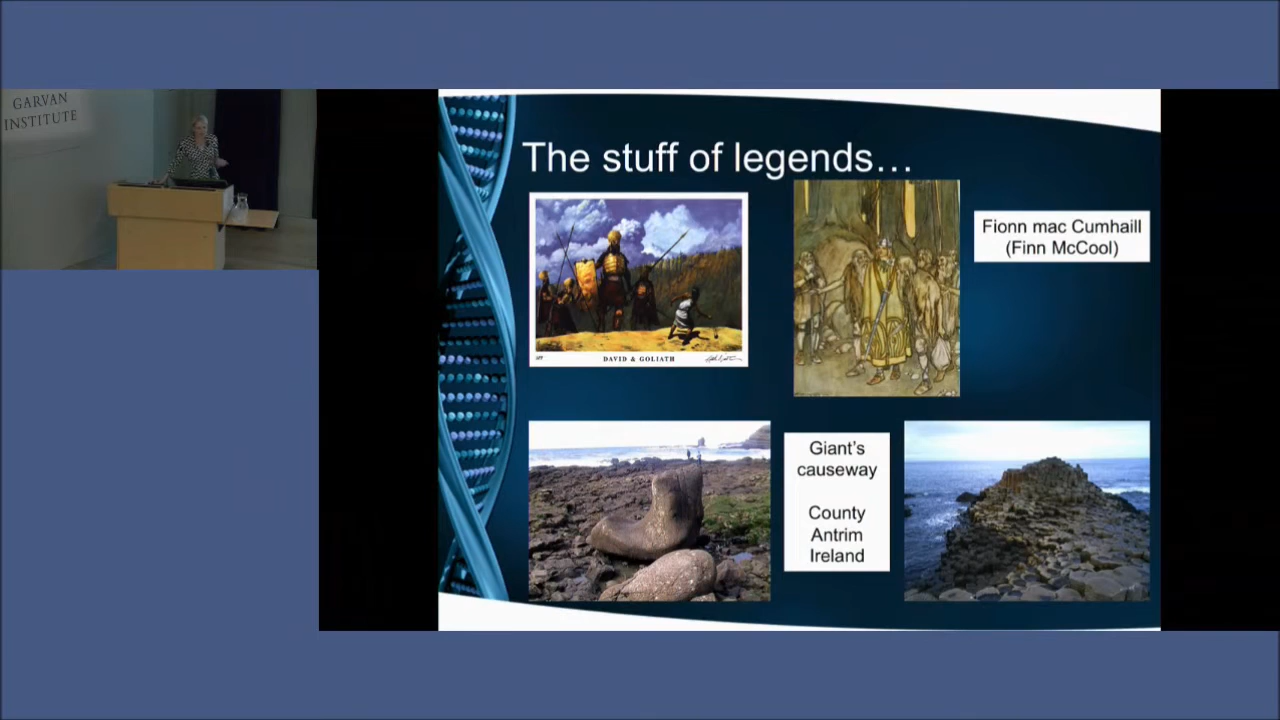 GARVAN
INSTITUTE
The stuff of legends…
DAVID & GOLIATH
Fionn mac Cumhaill
(Finn McCool)
Giant's
causeway
County
Antrim
Ireland